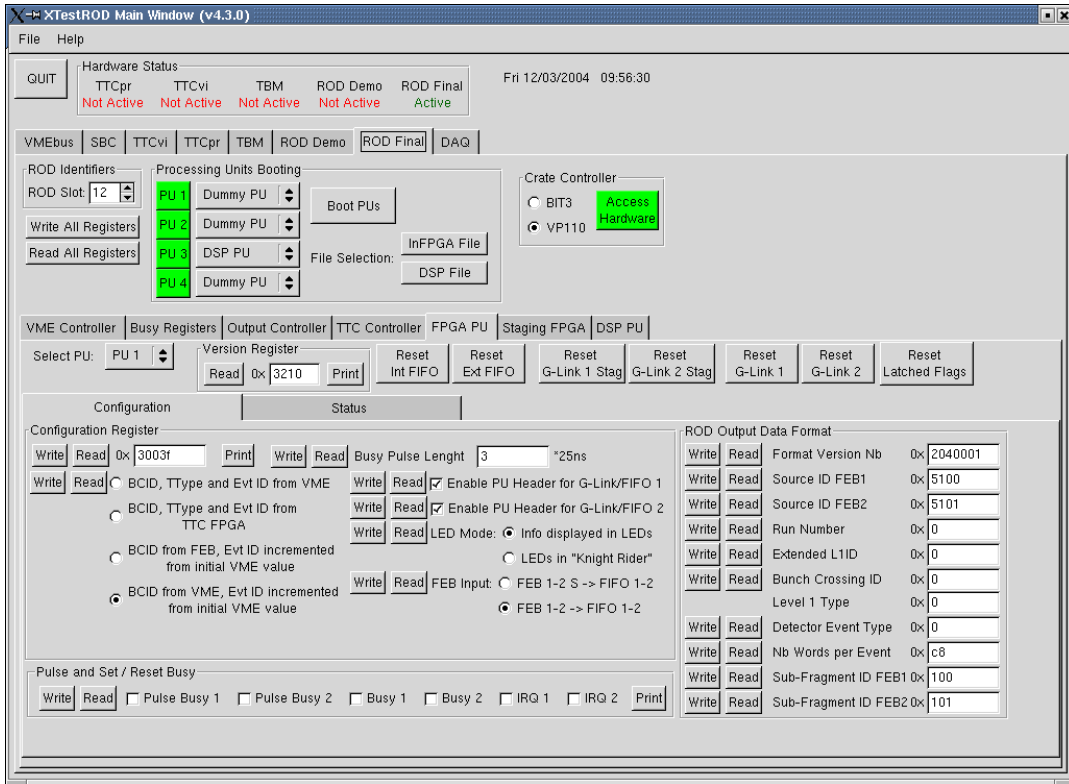 XTestROD Main Window (v4.3.0)
File Help
QUIT
Hardware Status
TTCpr TTCvi TBM ROD Demo ROD Final
Not Active Not Active Not Active Not Active Active
Fri 12/03/2004 09:56:30
VMEbus SBC TTCvi TTCpr TBM ROD Demo ROD Final DAQ
ROD Identifiers
ROD Slot: 12
Write All Registers
Read All Registers
Processing Units Booting
PU 1 Dummy PU
PU 2 Dummy PU
PU 3 DSP PU
PU 4 Dummy PU
Boot PUs
File Selection:
InFPGA File
DSP File
Crate Controller
BIT3
VP110
Access
Hardware
VME Controller Busy Registers Output Controller TTC Controller FPGA PU Staging FPGA DSP PU
Select PU: PU 1
Version Register
Read 0x 3210 Print
Reset
Int FIFO
Reset
Ext FIFO
Reset
G-Link 1 Stag
Reset
G-Link 2 Stag
Reset
G-Link 1
Reset
G-Link 2
Reset
Latched Flags
Configuration Status
Configuration Register
Write Read 0x 3003f Print Write Read Busy Pulse Lenght 3 *25ns
Write Read BCID, TType and Evt ID from VME
BCID, TType and Evt ID from
TTC FPGA
BCID from FEB, Evt ID incremented
from initial VME value
BCID from VME, Evt ID incremented
from initial VME value
Write Read Enable PU Header for G-Link/FIFO 1
Write Read Enable PU Header for G-Link/FIFO 2
Write Read LED Mode: Info displayed in LEDs
LEDs in "Knight Rider"
Write Read FEB Input: FEB 1-2 S -> FIFO 1-2
FEB 1-2 -> FIFO 1-2
Pulse and Set / Reset Busy
Write Read Pulse Busy 1 Pulse Busy 2 Busy 1 Busy 2 IRQ 1 IRQ 2 Print
ROD Output Data Format
Write Read Format Version Nb 0x 2040001
Write Read Source ID FEB1 0x 5100
Write Read Source ID FEB2 0x 5101
Write Read Run Number 0x 0
Write Read Extended L1ID 0x 0
Write Read Bunch Crossing ID 0x 0
Level 1 Type 0x 0
Write Read Detector Event Type 0x 0
Write Read Nb Words per Event 0x c8
Write Read Sub-Fragment ID FEB1 0x 100
Write Read Sub-Fragment ID FEB2 0x 101